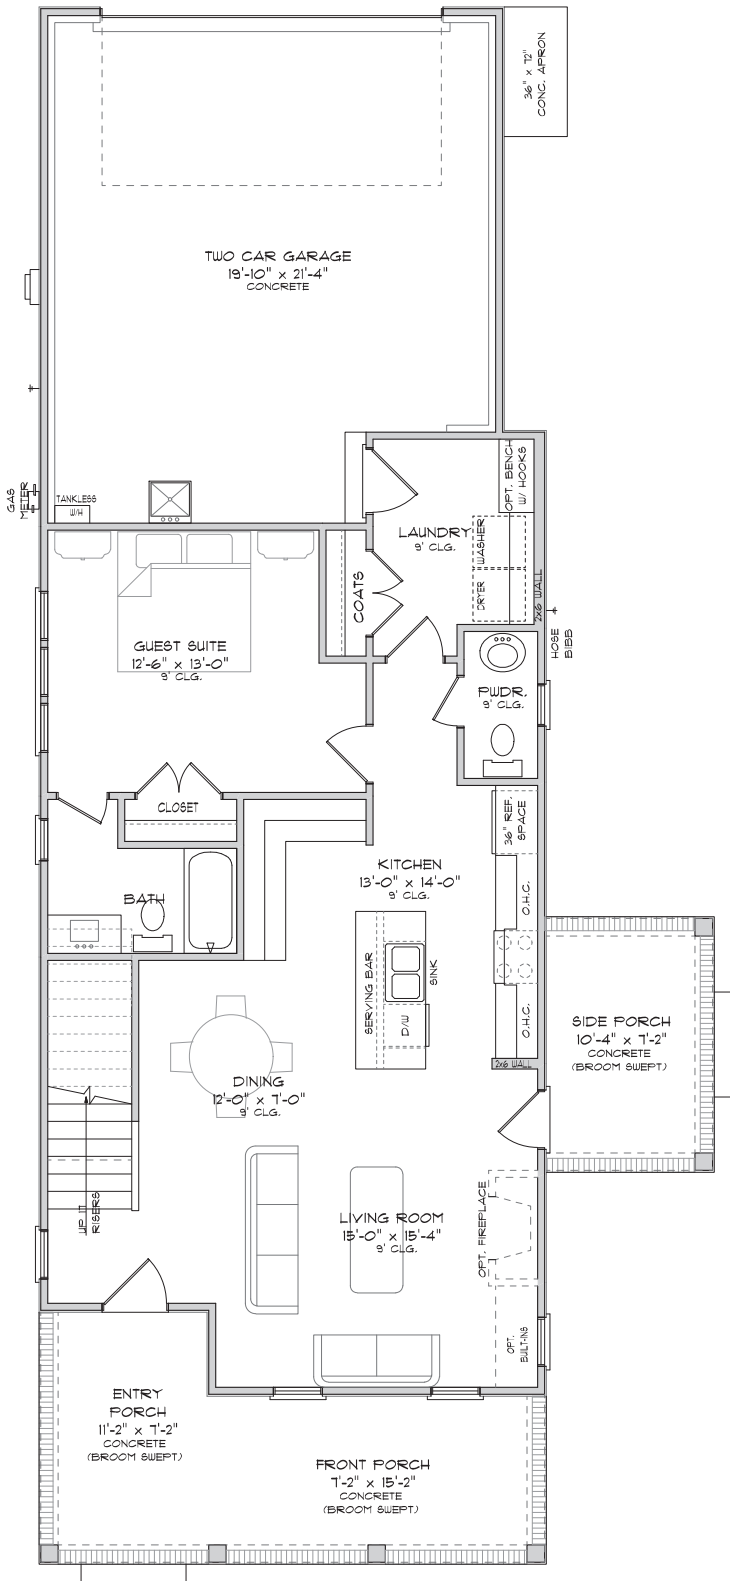 36" x 72"
CONC. APRON
TWO CAR GARAGE
19'-10" x 21'-4"
CONCRETE
GAS
METER
TANKLESS
W/H
OPT. BENCH
W/ HOOKS
LAUNDRY
9' CLG.
WASHER
DRYER
2x6 WALL
HOSE
BIBB
COATS
GUEST SUITE
12'-6" x 13'-0"
9' CLG.
PWDR.
9' CLG.
CLOSET
36" REF.
SPACE
KITCHEN
13'-0" x 14'-0"
9' CLG.
O.H.C.
BATH
SERVING BAR
SINK
D/W
O.H.C.
2x6 WALL
SIDE PORCH
10'-4" x 7'-2"
CONCRETE
(BROOM SWEPT)
DINING
12'-0" x 7'-0"
9' CLG.
UP 17
RISERS
LIVING ROOM
15'-0" x 15'-4"
9' CLG.
OPT. FIREPLACE
OPT.
BUILT-INS
ENTRY
PORCH
11'-2" x 7'-2"
CONCRETE
(BROOM SWEPT)
FRONT PORCH
7'-2" x 15'-2"
CONCRETE
(BROOM SWEPT)